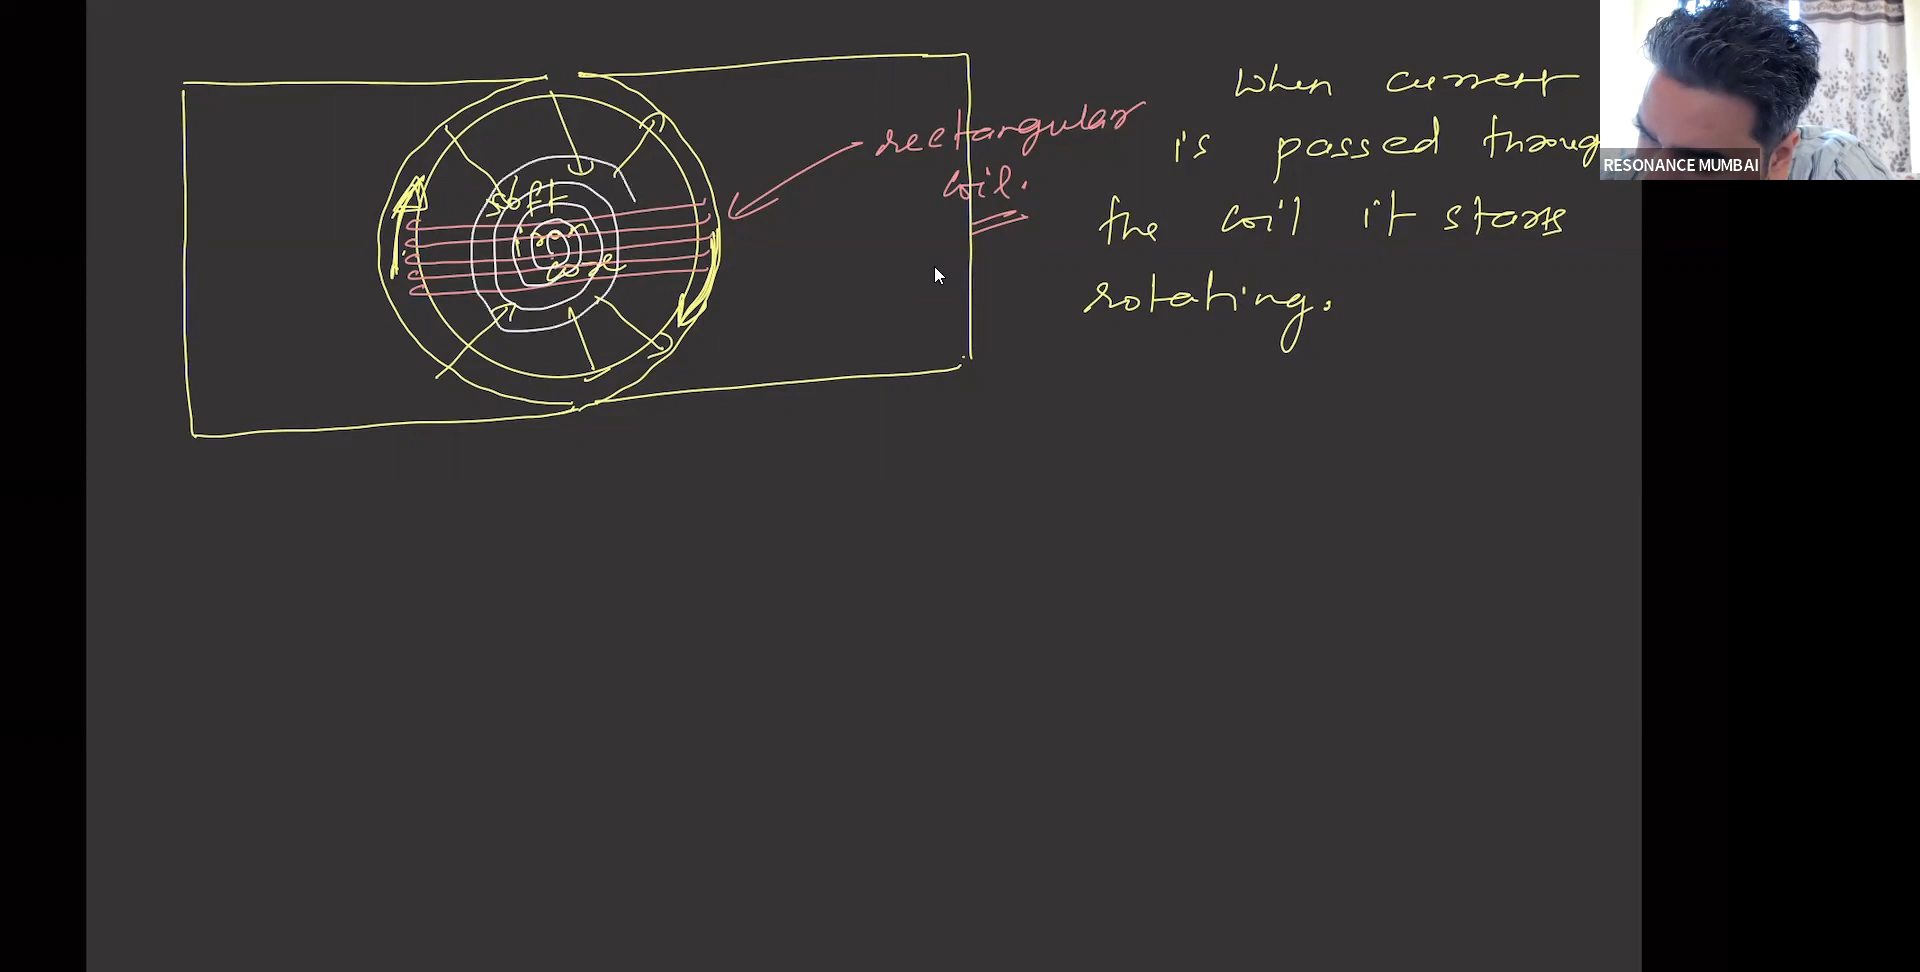 When current
is passed throug
RESONANCE MUMBAI
the coil it starts
rotating.
rectangular
coil.
soft
iron
core